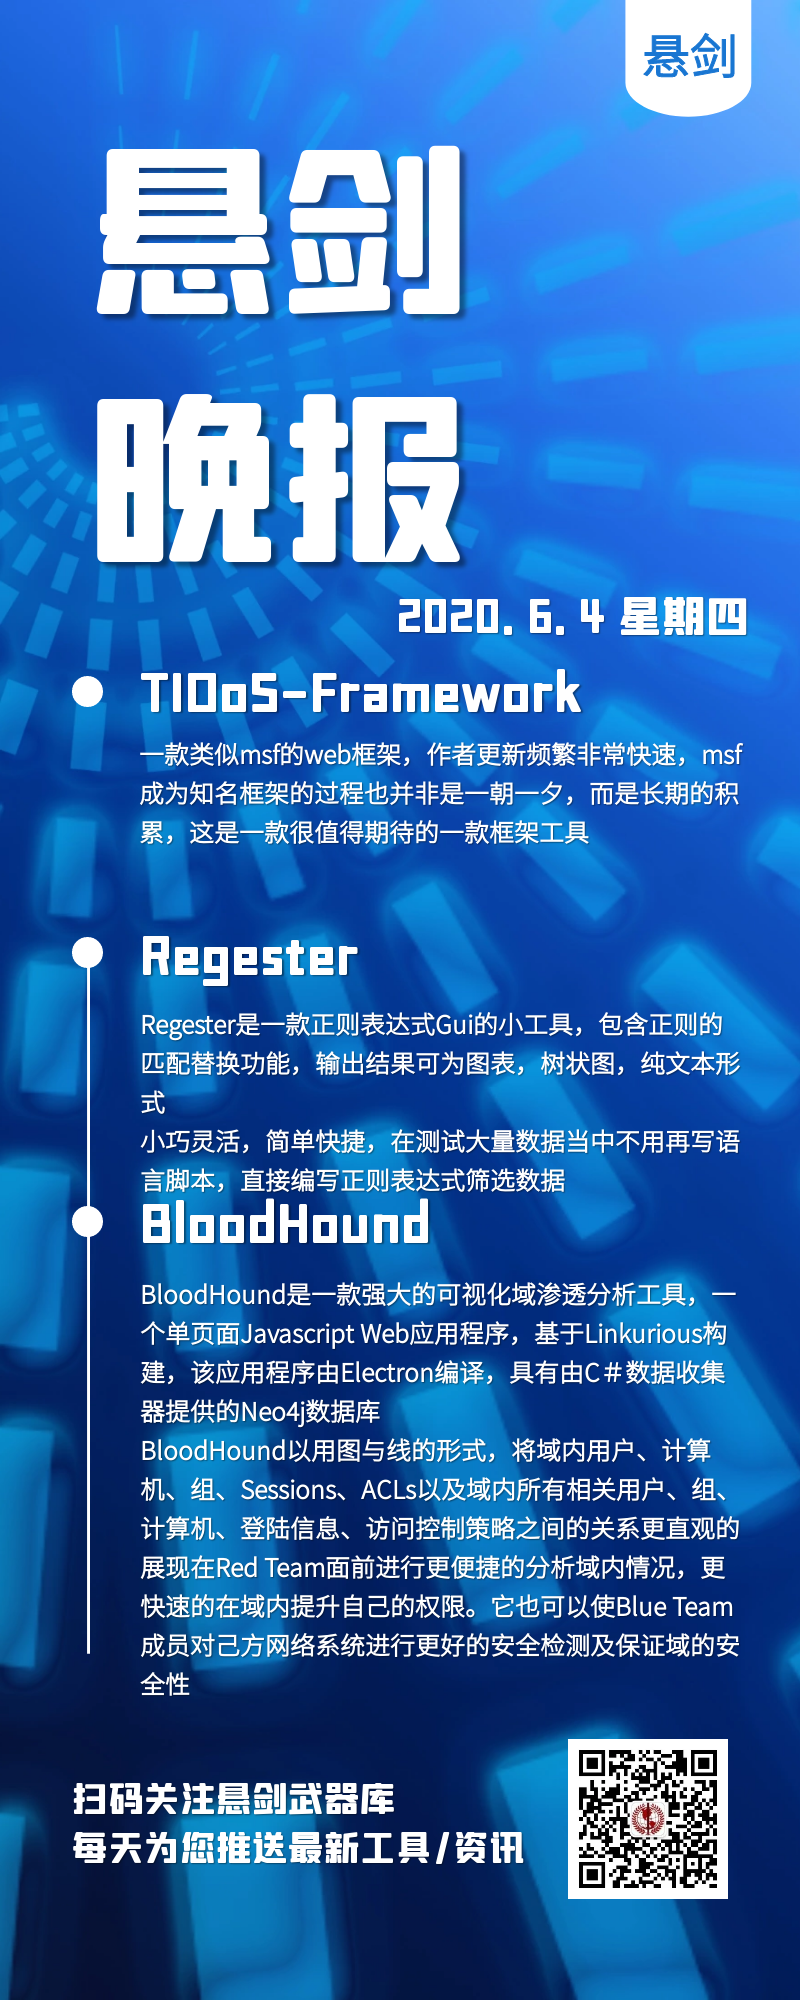 悬剑
悬剑
晚报
2020. 6. 4 星期四
TIDoS-Framework
一款类似msf的web框架，作者更新频繁非常快速，msf
成为知名框架的过程也并非是一朝一夕，而是长期的积
累，这是一款很值得期待的一款框架工具
Regester
Regester是一款正则表达式Gui的小工具，包含正则的
匹配替换功能，输出结果可为图表，树状图，纯文本形
式
小巧灵活，简单快捷，在测试大量数据当中不用再写语
言脚本，直接编写正则表达式筛选数据
BloodHound
BloodHound是一款强大的可视化域渗透分析工具，一
个单页面Javascript Web应用程序，基于Linkurious构
建，该应用程序由Electron编译，具有由C＃数据收集
器提供的Neo4j数据库
BloodHound以用图与线的形式，将域内用户、计算
机、组、Sessions、ACLs以及域内所有相关用户、组、
计算机、登陆信息、访问控制策略之间的关系更直观的
展现在Red Team面前进行更便捷的分析域内情况，更
快速的在域内提升自己的权限。它也可以使Blue Team
成员对己方网络系统进行更好的安全检测及保证域的安
全性
扫码关注悬剑武器库
每天为您推送最新工具/资讯